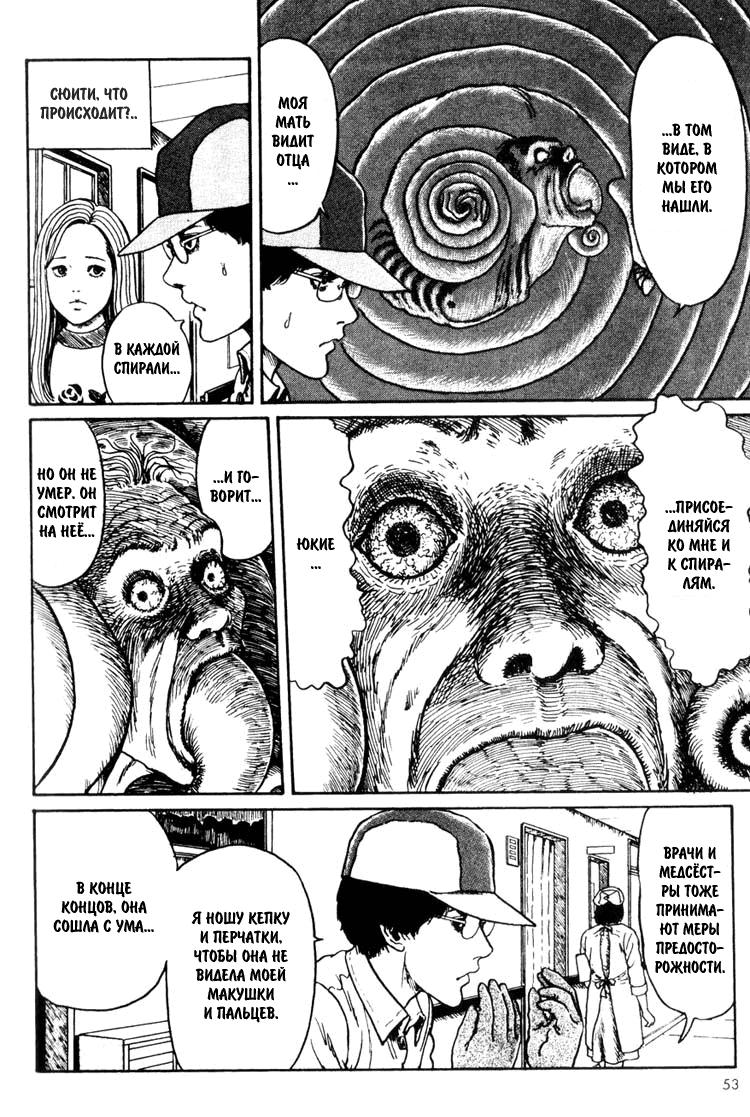 СЮИТИ, ЧТО
ПРОИСХОДИТ?..
В КАЖДОЙ
СПИРАЛИ...
МОЯ
МАТЬ
ВИДИТ
ОТЦА
...
...В ТОМ
ВИДЕ, В
КОТОРОМ
МЫ ЕГО
НАШЛИ.
НО ОН НЕ
УМЕР. ОН
СМОТРИТ
НА НЕЁ...
...И ГО-
ВОРИТ...
ЮКИЕ
...
...ПРИСОЕ-
ДИНЯЙСЯ
КО МНЕ И
К СПИРА-
ЛЯМ.
В КОНЦЕ
КОНЦОВ, ОНА
СОШЛА С УМА...
Я НОШУ КЕПКУ
И ПЕРЧАТКИ,
ЧТОБЫ ОНА НЕ
ВИДЕЛА МОЕЙ
МАКУШКИ
И ПАЛЬЦЕВ.
ВРАЧИ И
МЕДСЁСТ-
РЫ ТОЖЕ
ПРИНИМА-
ЮТ МЕРЫ
ПРЕДОСТО-
РОЖНОСТИ.
53